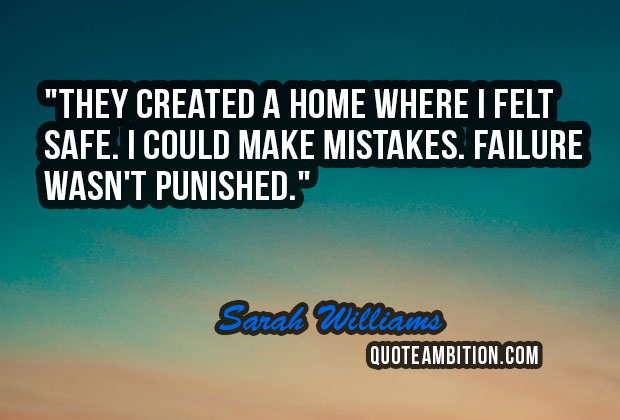 "THEY CREATED A HOME WHERE I FELT
SAFE. I COULD MAKE MISTAKES. FAILURE
WASN'T PUNISHED."
Sarah Williams
QUOTEAMBITION.COM